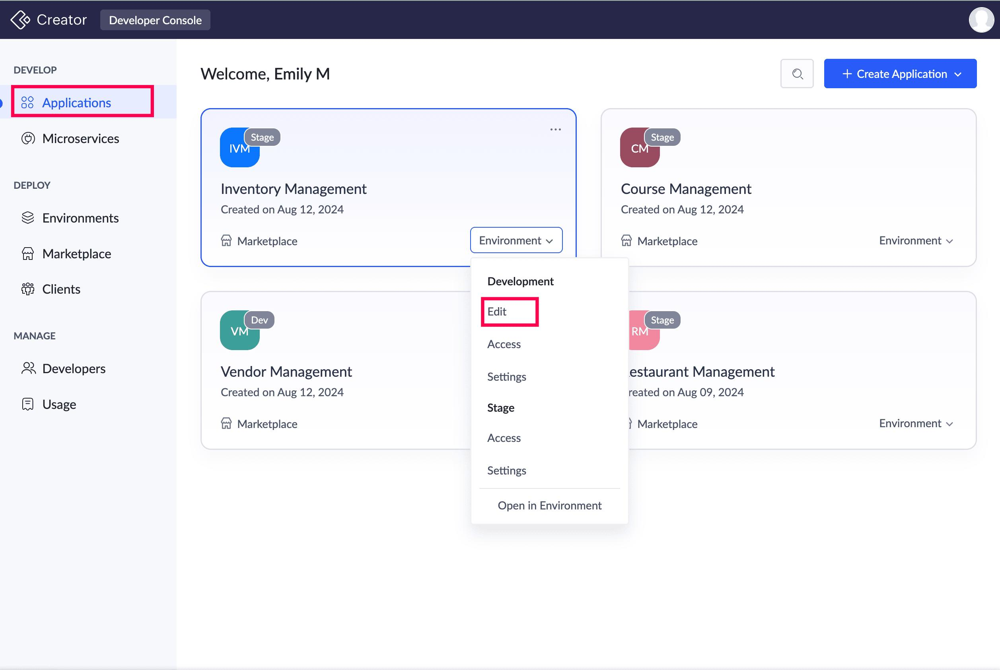 Creator
Developer Console
DEVELOP
Applications
Microservices
DEPLOY
Environments
Marketplace
Clients
MANAGE
Developers
Usage
Welcome, Emily M
+ Create Application
IVM
Stage
Inventory Management
Created on Aug 12, 2024
Marketplace
Environment
CM
Stage
Course Management
Created on Aug 12, 2024
Marketplace
Environment
Development
Edit
Access
Settings
Stage
Access
Settings
Open in Environment
VM
Dev
Vendor Management
Created on Aug 12, 2024
Marketplace
RM
Stage
estaurant Management
reated on Aug 09, 2024
Marketplace
Environment